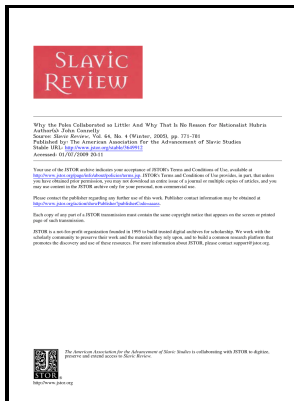 SLAVIC
REVIEW
Why the Poles Collaborated so Little: And Why That Is No Reason for Nationalist Hubris
Author(s): John Connelly
Source: Slavic Review, Vol. 64, No. 4 (Winter, 2005), pp. 771-781
Published by: The American Association for the Advancement of Slavic Studies
Stable URL: http://www.jstor.org/stable/3649912
Accessed: 01/07/2009 20:11
Your use of the JSTOR archive indicates your acceptance of JSTOR's Terms and Conditions of Use, available at
http://www.jstor.org/page/info/about/policies/terms.jsp. JSTOR's Terms and Conditions of Use provides, in part, that unless
you have obtained prior permission, you may not download an entire issue of a journal or multiple copies of articles, and you
may use content in the JSTOR archive only for your personal, non-commercial use.
Please contact the publisher regarding any further use of this work. Publisher contact information may be obtained at
http://www.jstor.org/action/showPublisher?publisherCode=aaass.
Each copy of any part of a JSTOR transmission must contain the same copyright notice that appears on the screen or printed
page of such transmission.
JSTOR is a not-for-profit organization founded in 1995 to build trusted digital archives for scholarship. We work with the
scholarly community to preserve their work and the materials they rely upon, and to build a common research platform that
promotes the discovery and use of these resources. For more information about JSTOR, please contact support@jstor.org.
The American Association for the Advancement of Slavic Studies is collaborating with JSTOR to digitize,
preserve and extend access to Slavic Review.
JSTOR
®
http://www.jstor.org